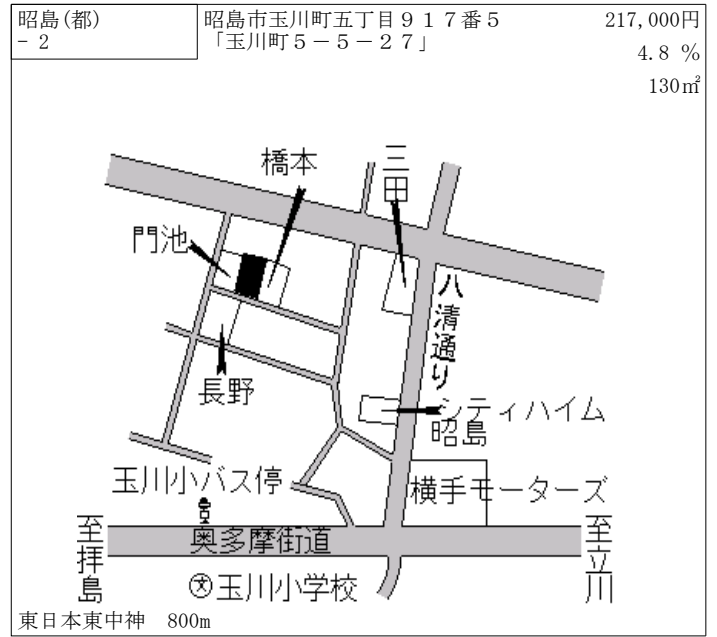 昭島(都)
- 2
昭島市玉川町五丁目９１７番５
「玉川町５－５－２７」
217,000円
4.8 %
130㎡
橋本
三田
門池
八清通り
長野
シティハイム
昭島
玉川小バス停
横手モーターズ
至拝島
奥多摩街道
至立川
文
玉川小学校
東日本東中神 800m